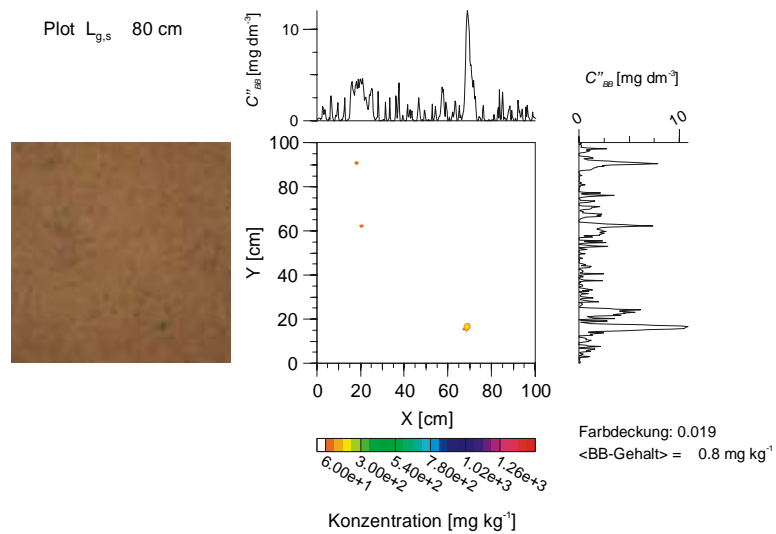 Plot L_g,s 80 cm
C"_BB [mg dm⁻³]
10
0
C"_BB [mg dm⁻³]
0 10
100
80
60
40
20
0
Y [cm]
0 20 40 60 80 100
X [cm]
6.00e+1 3.00e+2 5.40e+2 7.80e+2 1.02e+3 1.26e+3
Konzentration [mg kg⁻¹]
Farbdeckung: 0.019
<BB-Gehalt> = 0.8 mg kg⁻¹